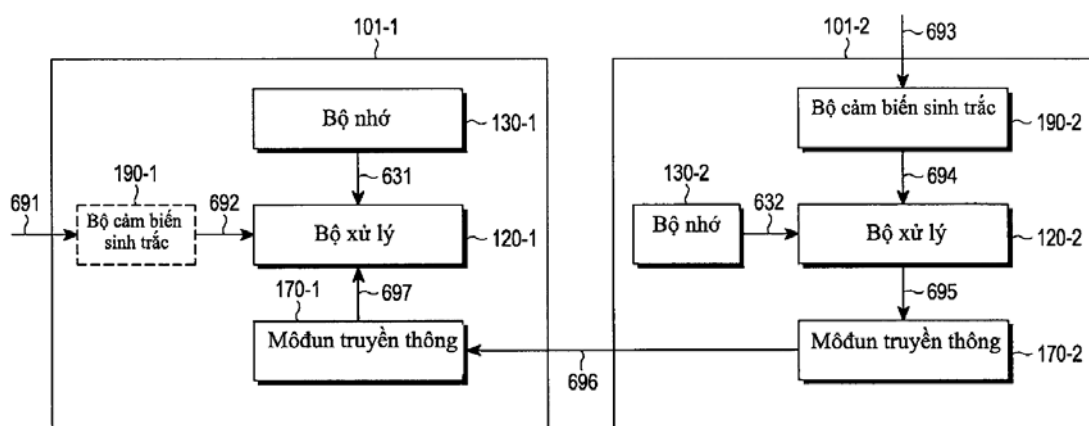 101-1
101-2
693
Bộ nhớ
130-1
Bộ cảm biến sinh trắc
190-2
631
694
190-1
130-2
691
Bộ cảm biến
sinh trắc
692
Bộ xử lý
120-1
Bộ nhớ
632
Bộ xử lý
120-2
170-1
697
695
Môđun truyền thông
696
Môđun truyền thông
170-2